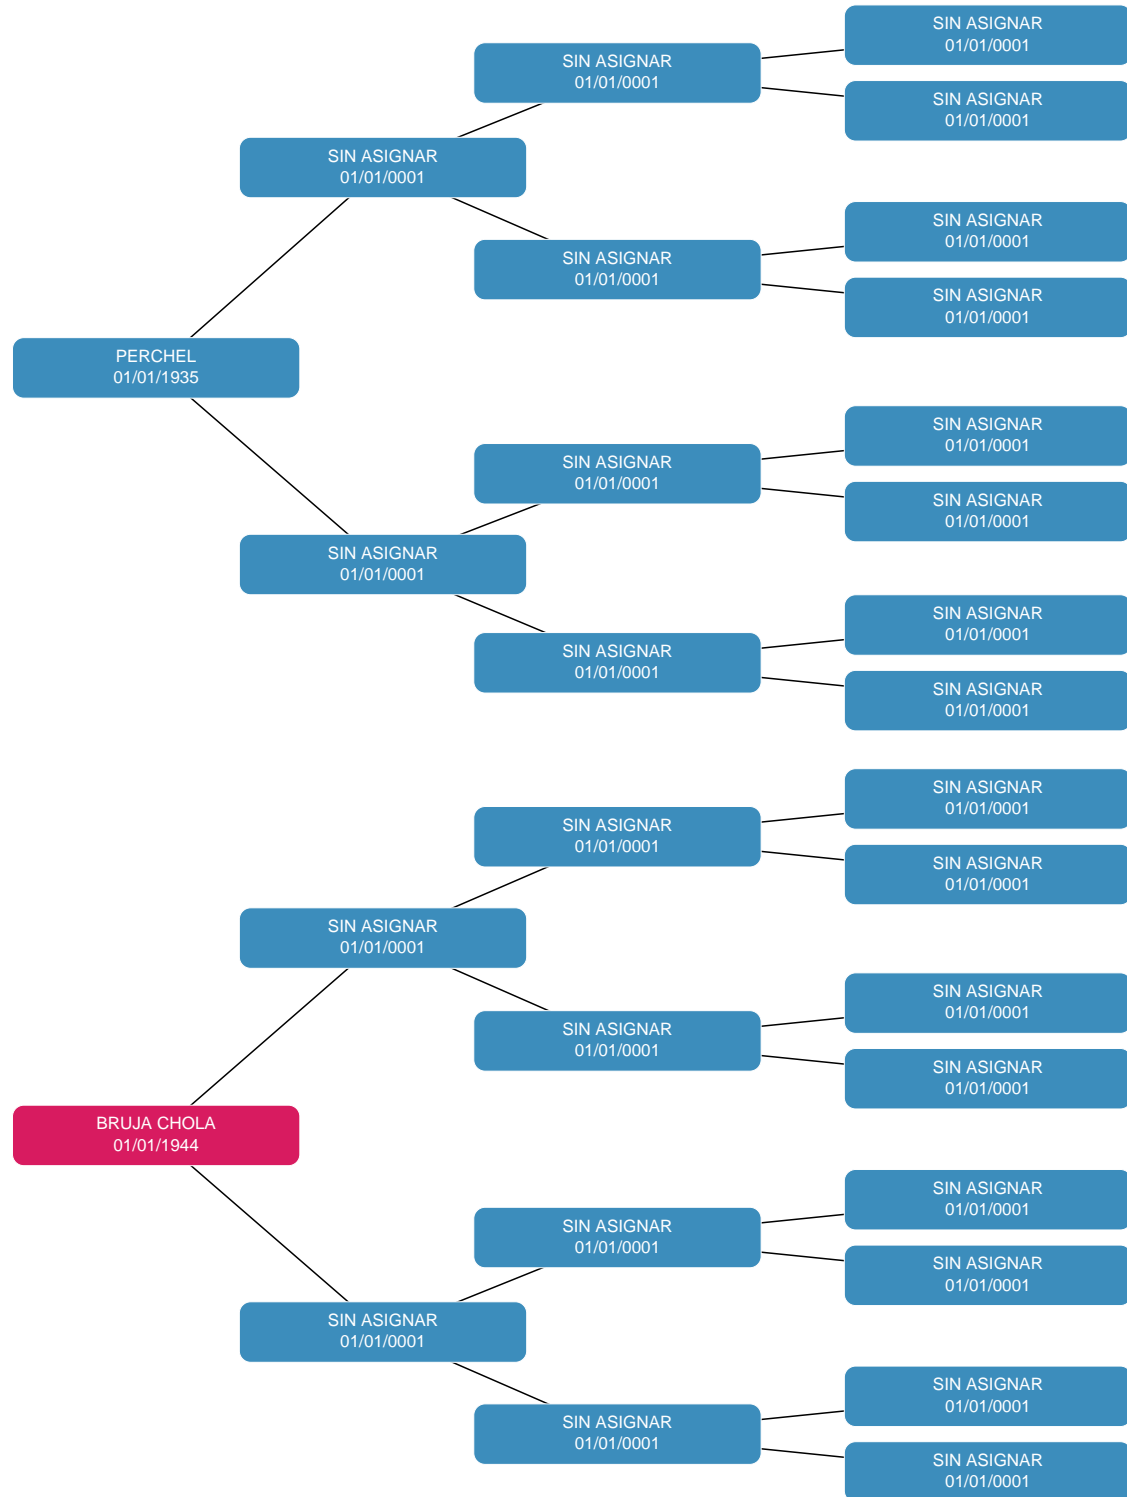 SIN ASIGNAR
01/01/0001
SIN ASIGNAR
01/01/0001
SIN ASIGNAR
01/01/0001
SIN ASIGNAR
01/01/0001
SIN ASIGNAR
01/01/0001
SIN ASIGNAR
01/01/0001
SIN ASIGNAR
01/01/0001
PERCHEL
01/01/1935
SIN ASIGNAR
01/01/0001
SIN ASIGNAR
01/01/0001
SIN ASIGNAR
01/01/0001
SIN ASIGNAR
01/01/0001
SIN ASIGNAR
01/01/0001
SIN ASIGNAR
01/01/0001
SIN ASIGNAR
01/01/0001
SIN ASIGNAR
01/01/0001
SIN ASIGNAR
01/01/0001
SIN ASIGNAR
01/01/0001
SIN ASIGNAR
01/01/0001
SIN ASIGNAR
01/01/0001
SIN ASIGNAR
01/01/0001
SIN ASIGNAR
01/01/0001
BRUJA CHOLA
01/01/1944
SIN ASIGNAR
01/01/0001
SIN ASIGNAR
01/01/0001
SIN ASIGNAR
01/01/0001
SIN ASIGNAR
01/01/0001
SIN ASIGNAR
01/01/0001
SIN ASIGNAR
01/01/0001
SIN ASIGNAR
01/01/0001